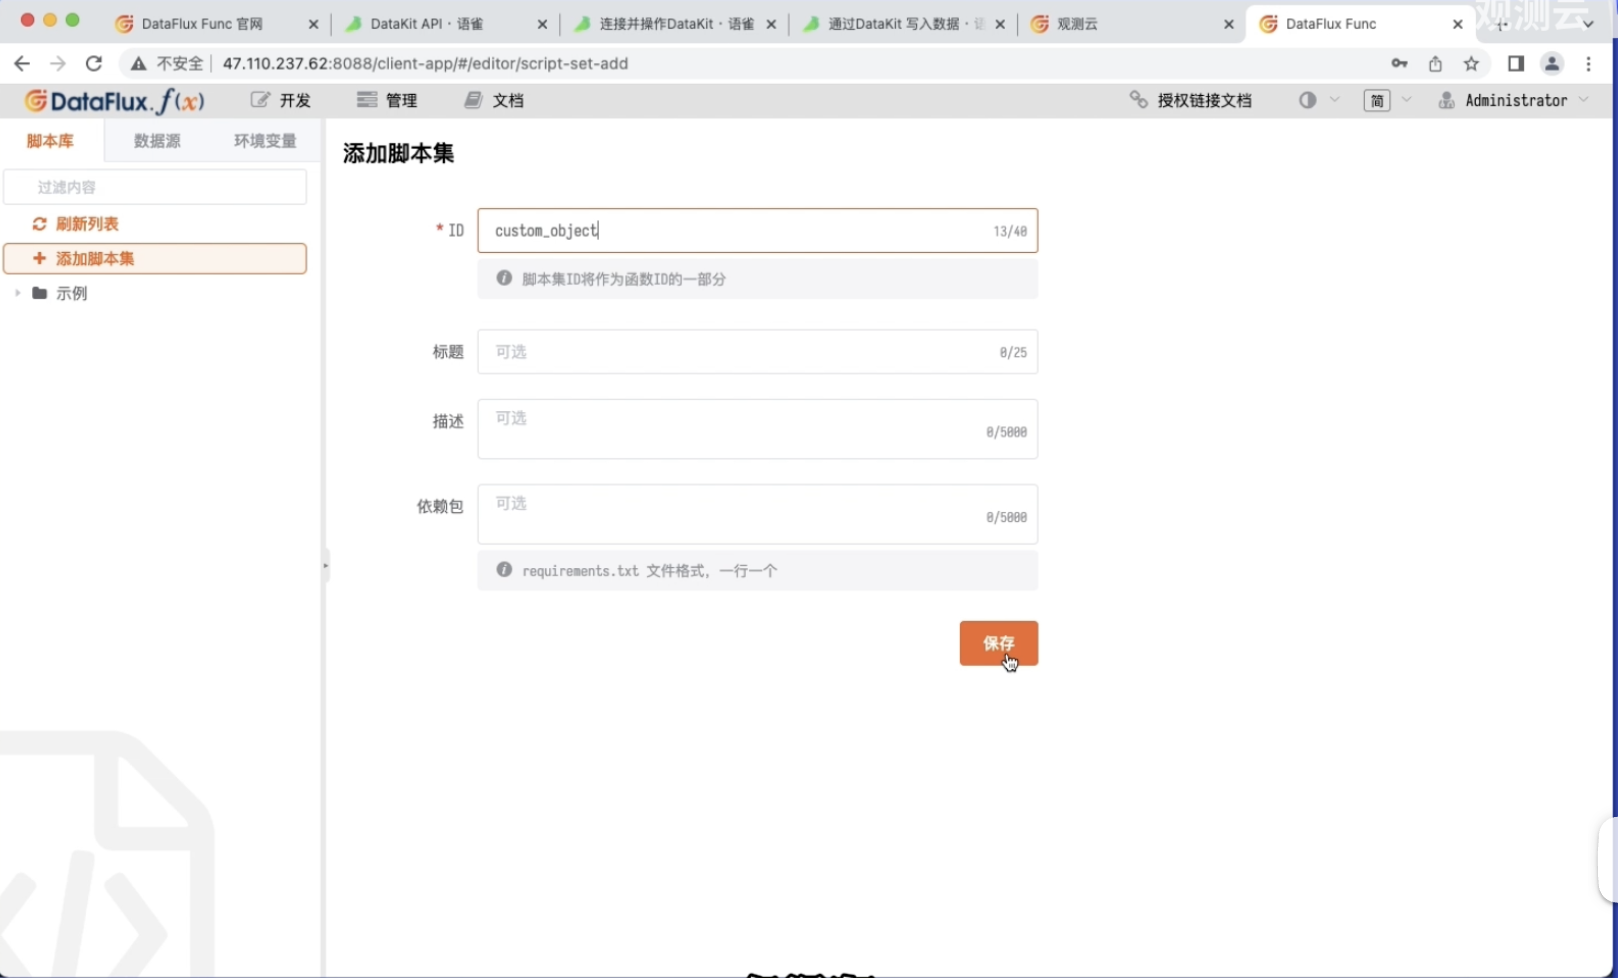 DataFlux Func 官网
DataKit API · 语雀
连接并操作DataKit · 语雀
通过DataKit 写入数据 · 语
观测云
DataFlux Func
观测云
不安全
47.110.237.62:8088/client-app/#/editor/script-set-add
DataFlux.f(x)
开发
管理
文档
授权链接文档
简
Administrator
脚本库
数据源
环境变量
添加脚本集
过滤内容
刷新列表
* ID
custom_object
13/40
添加脚本集
脚本集ID将作为函数ID的一部分
示例
标题
可选
0/25
描述
可选
0/5000
依赖包
可选
0/5000
requirements.txt 文件格式，一行一个
保存